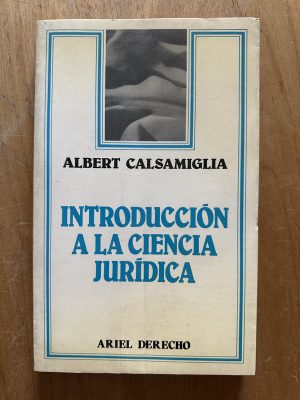 ALBERT CALSAMIGLIA
INTRODUCCIÓN
A LA CIENCIA
JURÍDICA
ARIEL DERECHO